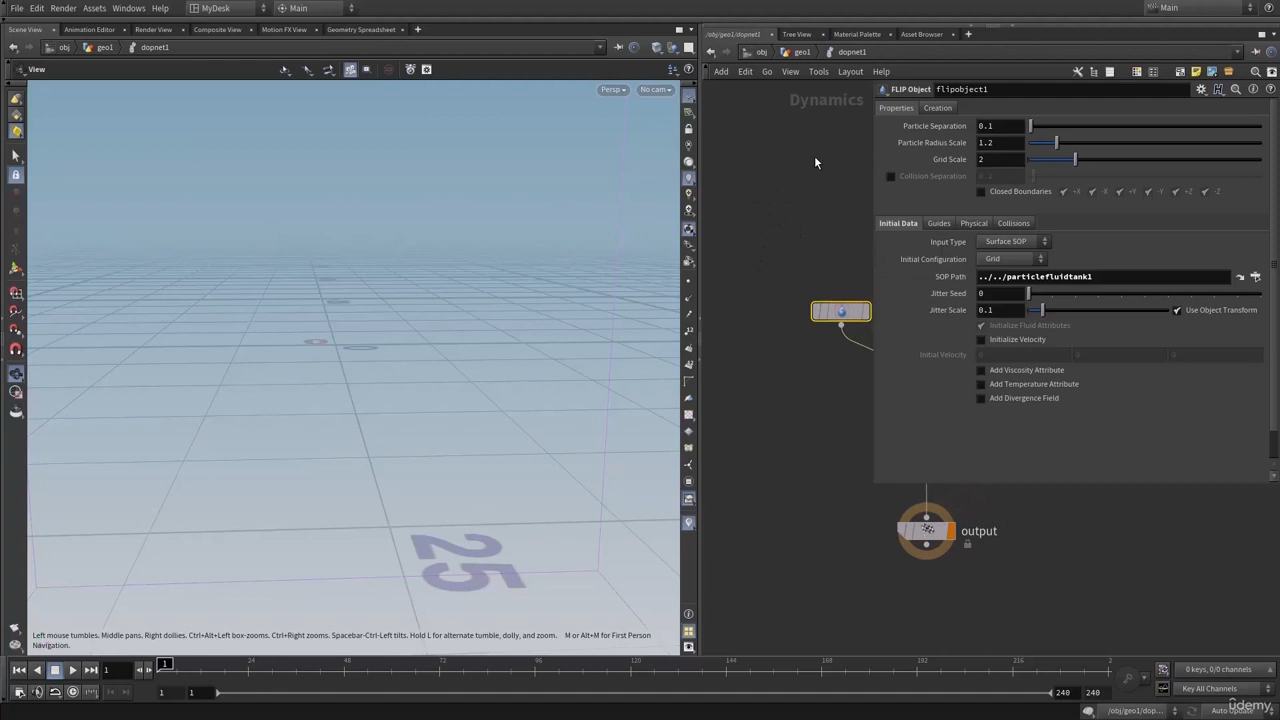 File Edit Render Assets Windows Help MyDesk Main Main
Scene View Animation Editor Render View Composite View Motion FX View Geometry Spreadsheet
/obj/geo1/dopnet1 Tree View Material Palette Asset Browser
obj geo1 dopnet1
obj geo1 dopnet1
View
Add Edit Go View Tools Layout Help
Persp No cam
Dynamics
FLIP Object flipobject1
Properties Creation
Particle Separation 0.1
Particle Radius Scale 1.2
Grid Scale 2
Collision Separation 0.2
Closed Boundaries +X -X +Y -Y +Z -Z
Initial Data Guides Physical Collisions
Input Type Surface SOP
Initial Configuration Grid
SOP Path ../../particlefluidtank1
Jitter Seed 0
Jitter Scale 0.1 Use Object Transform
Initialize Fluid Attributes
Initialize Velocity
Initial Velocity 0 0 0
Add Viscosity Attribute
Add Temperature Attribute
Add Divergence Field
output
25
Left mouse tumbles. Middle pans. Right dollies. Ctrl+Alt+Left box-zooms. Ctrl+Right zooms. Spacebar-Ctrl-Left tilts. Hold L for alternate tumble, dolly, and zoom. M or Alt+M for First Person
Navigation.
1 1 24 48 72 96 120 144 168 192 216 2
0 keys, 0/0 channels
1 1 240 240 Key All Channels
/obj/geo1/dop... Auto Update
udemy